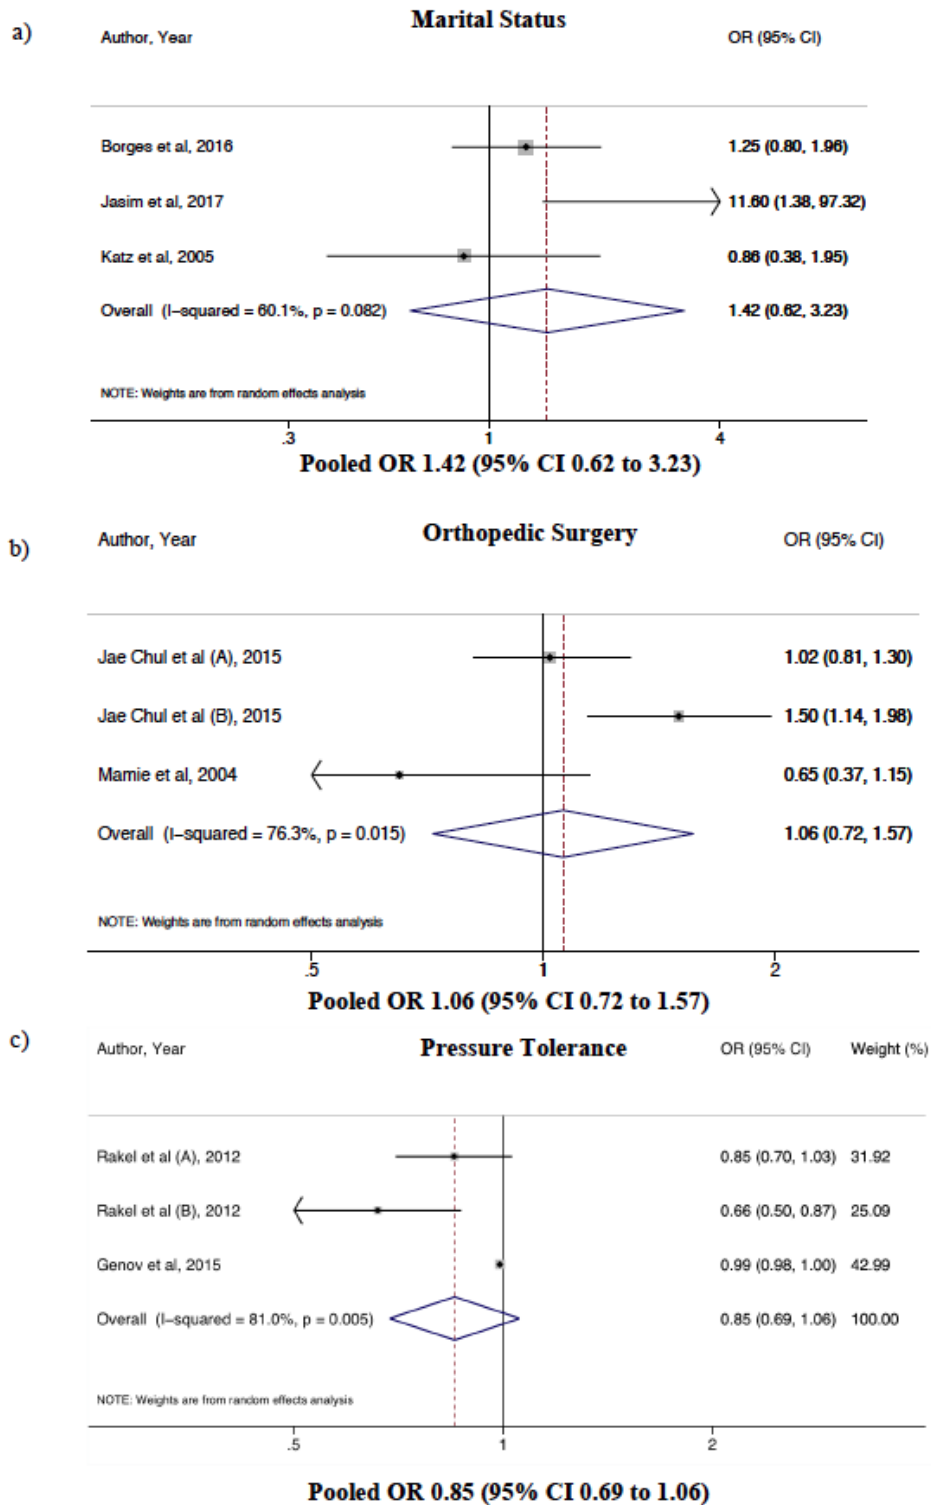 a)
Marital Status
Author, Year OR (95% CI)
Borges et al, 2016 1.25 (0.80, 1.96)
Jasim et al, 2017 11.60 (1.38, 97.32)
Katz et al, 2005 0.86 (0.38, 1.95)
Overall (I-squared = 60.1%, p = 0.082) 1.42 (0.62, 3.23)
NOTE: Weights are from random effects analysis
.3 1 4
Pooled OR 1.42 (95% CI 0.62 to 3.23)
b)
Orthopedic Surgery
Author, Year OR (95% CI)
Jae Chul et al (A), 2015 1.02 (0.81, 1.30)
Jae Chul et al (B), 2015 1.50 (1.14, 1.98)
Mamie et al, 2004 0.65 (0.37, 1.15)
Overall (I-squared = 76.3%, p = 0.015) 1.06 (0.72, 1.57)
NOTE: Weights are from random effects analysis
.5 1 2
Pooled OR 1.06 (95% CI 0.72 to 1.57)
c)
Author, Year Pressure Tolerance OR (95% CI) Weight (%)
Rakel et al (A), 2012 0.85 (0.70, 1.03) 31.92
Rakel et al (B), 2012 0.66 (0.50, 0.87) 25.09
Genov et al, 2015 0.99 (0.98, 1.00) 42.99
Overall (I-squared = 81.0%, p = 0.005) 0.85 (0.69, 1.06) 100.00
NOTE: Weights are from random effects analysis
.5 1 2
Pooled OR 0.85 (95% CI 0.69 to 1.06)